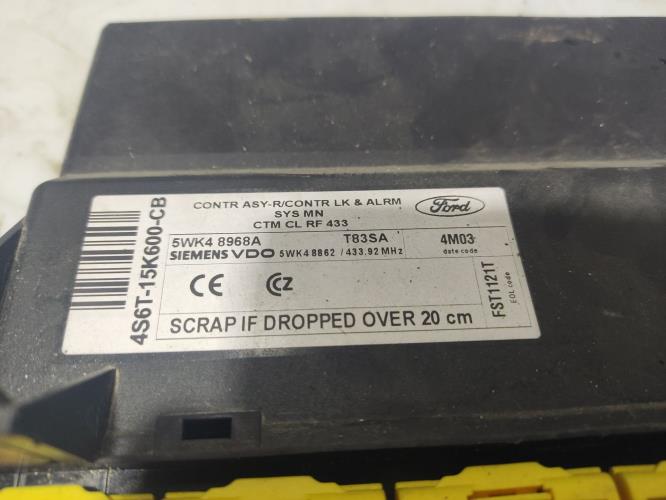 4S6T-15K600-CB
CONTR ASY-R/CONTR LK & ALRM
SYS MN
CTM CL RF 433
Ford
5WK4 8968A T83SA 4M03
SIEMENS VDO 5WK4 8862 / 433.92 MHz date code
CE CZ
FST1121T
EOL code
SCRAP IF DROPPED OVER 20 cm